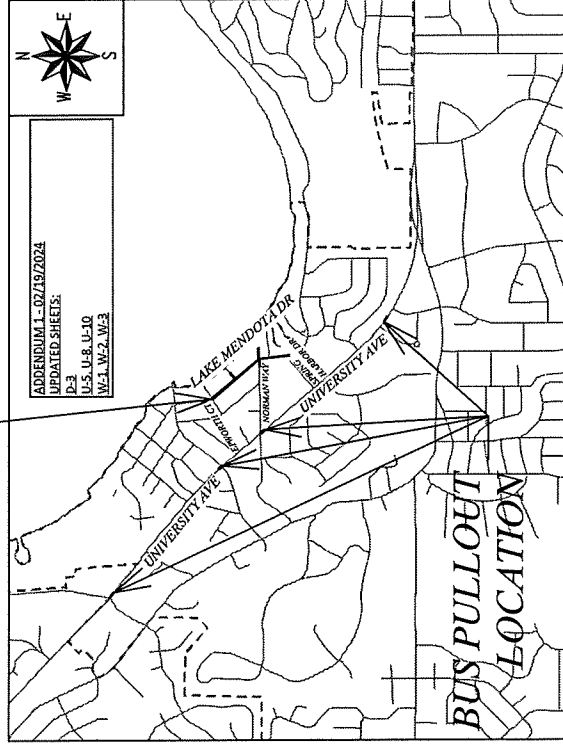 N
W
E
S
ADDENDUM 1 - 02/19/2024
UPDATED SHEETS:
D-3
U-5, U-8, U-10
W-1, W-2, W-3
LAKE MENDOTA DR
EPWORTH CT
NORMAN WAY
SPRING
HARBOR DR
UNIVERSITY AVE
UNIVERSITY AVE
BUS PULLOUT
LOCATION